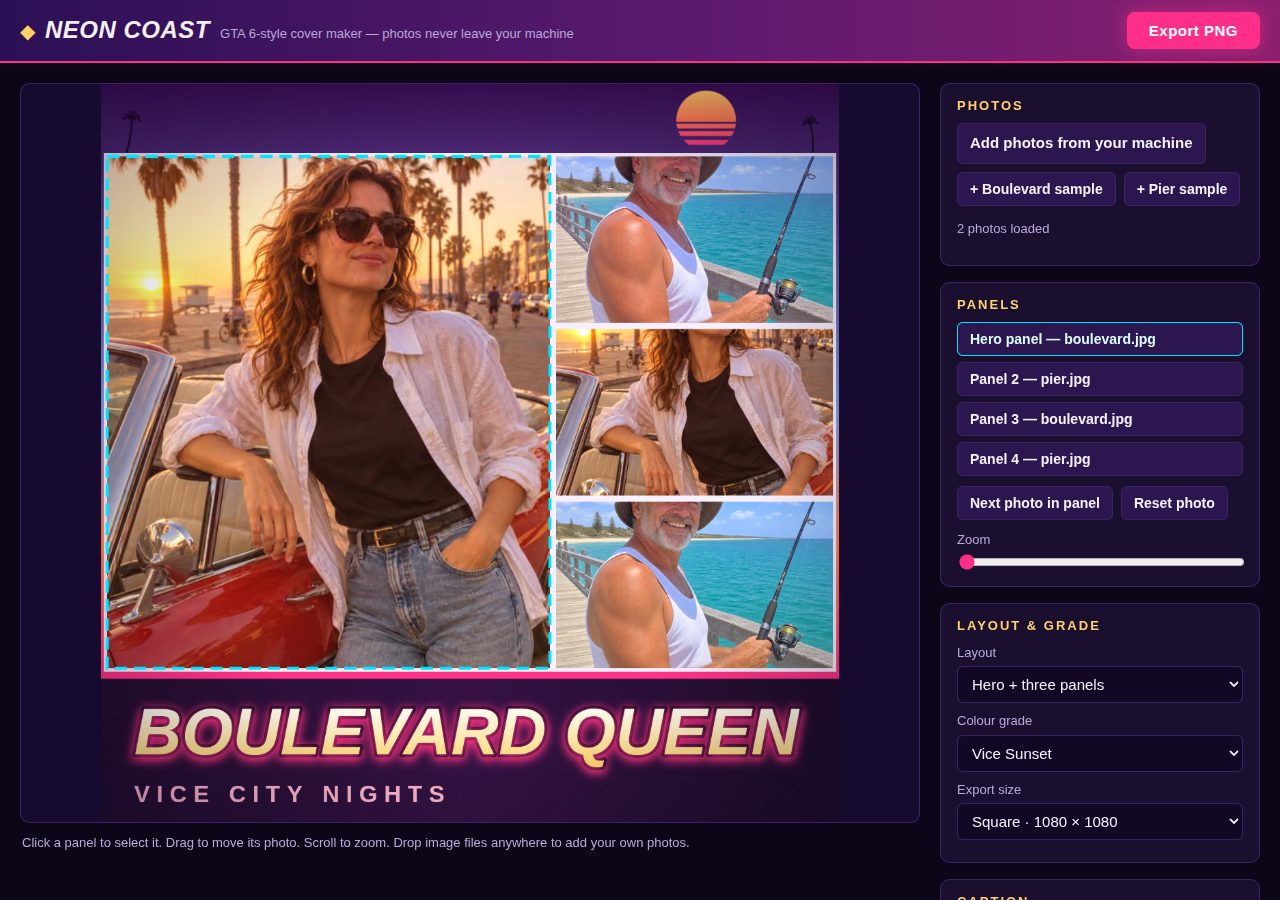 ◆ NEON COAST GTA 6-style cover maker — photos never leave your machine
Export PNG
BOULEVARD QUEEN
VICE CITY NIGHTS
Click a panel to select it. Drag to move its photo. Scroll to zoom. Drop image files anywhere to add your own photos.
PHOTOS
Add photos from your machine
+ Boulevard sample
+ Pier sample
2 photos loaded
PANELS
Hero panel — boulevard.jpg
Panel 2 — pier.jpg
Panel 3 — boulevard.jpg
Panel 4 — pier.jpg
Next photo in panel
Reset photo
Zoom
LAYOUT & GRADE
Layout
Hero + three panels
Colour grade
Vice Sunset
Export size
Square · 1080 × 1080
CAPTION